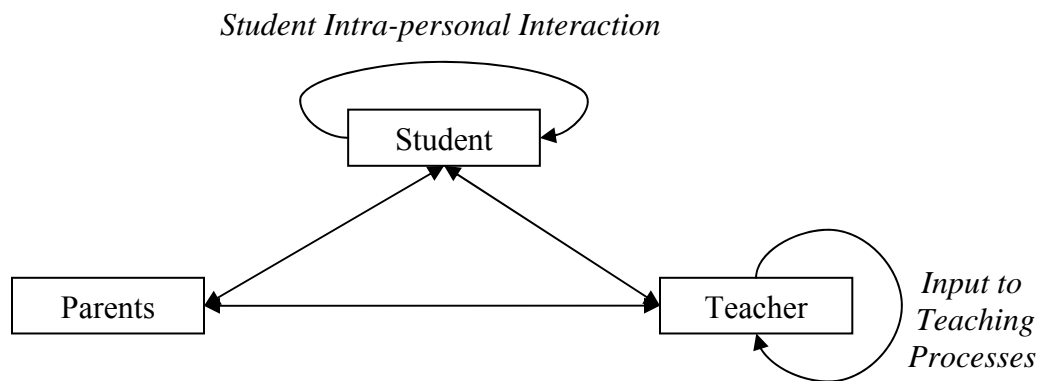 Student Intra-personal Interaction
Student
Parents
Teacher
Input to
Teaching
Processes